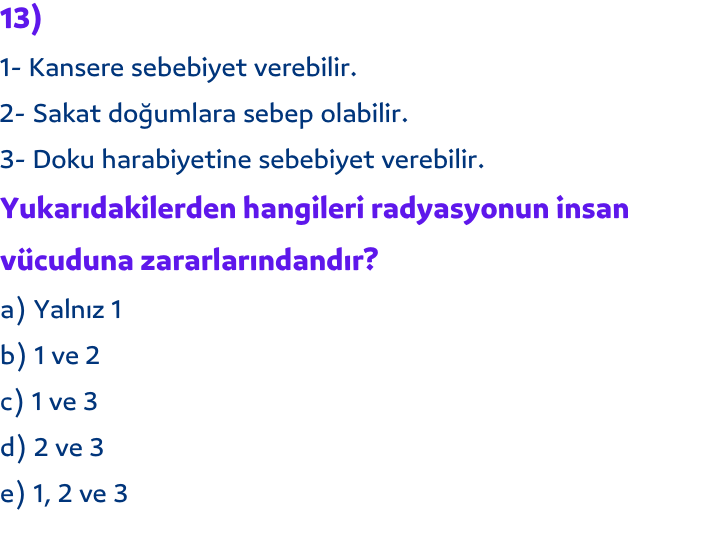 13)
1- Kansere sebebiyet verebilir.
2- Sakat doğumlara sebep olabilir.
3- Doku harabiyetine sebebiyet verebilir.
Yukarıdakilerden hangileri radyasyonun insan
vücuduna zararlarındandır?
a) Yalnız 1
b) 1 ve 2
c) 1 ve 3
d) 2 ve 3
e) 1, 2 ve 3